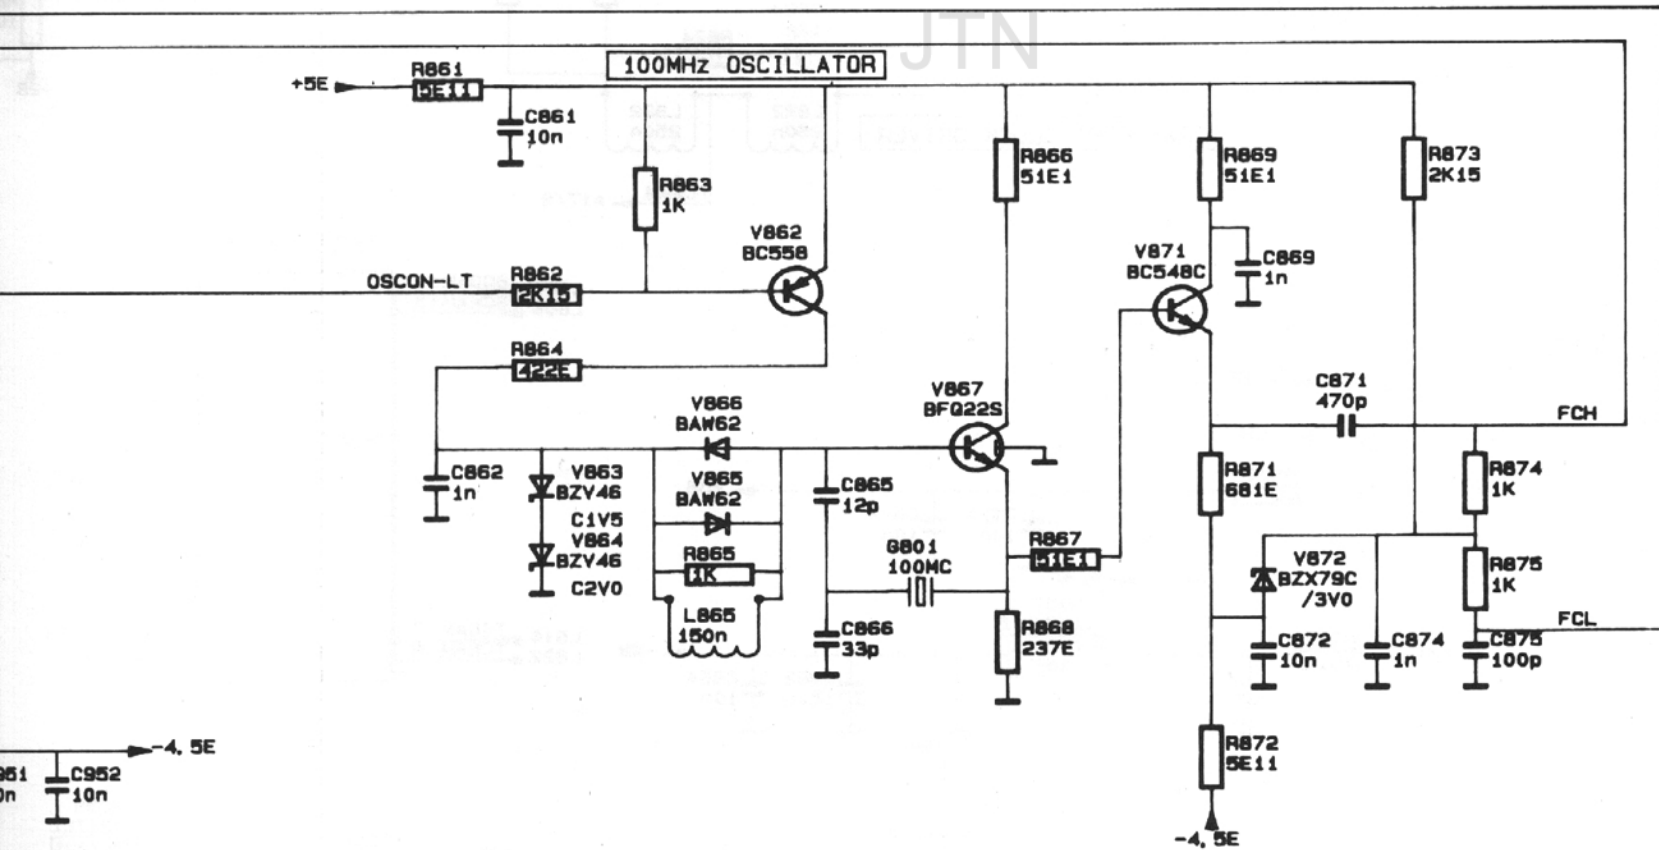 JTN
100MHz OSCILLATOR
+5E
R861
5E11
C861
10n
R863
1K
R866
51E1
R869
51E1
R873
2K15
V862
BC558
V871
BC548C
C869
1n
OSCON-LT
R862
2K15
R864
422E
V867
BFQ22S
C871
470p
FCH
V866
BAW62
C862
1n
V863
BZV46
C1V5
V864
BZV46
C2V0
V865
BAW62
R865
1K
L865
150n
C865
12p
G801
100MC
C866
33p
R867
51E1
R868
237E
R871
681E
R874
1K
V872
BZX79C
/3V0
R875
1K
FCL
C872
10n
C874
1n
C875
100p
R872
5E11
-4,5E
-4,5E
951
0n
C952
10n